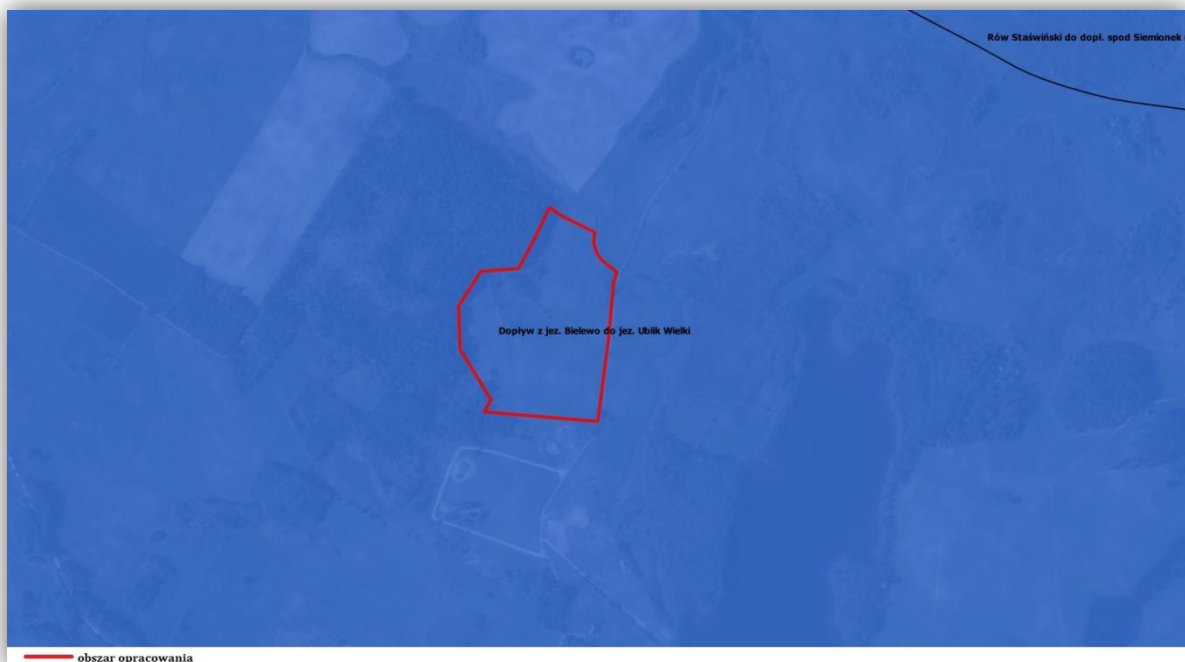 Rów Staświński do dopł. spod Siemionek
Dopływ z jez. Bielewo do jez. Ublik Wielki
obszar opracowania